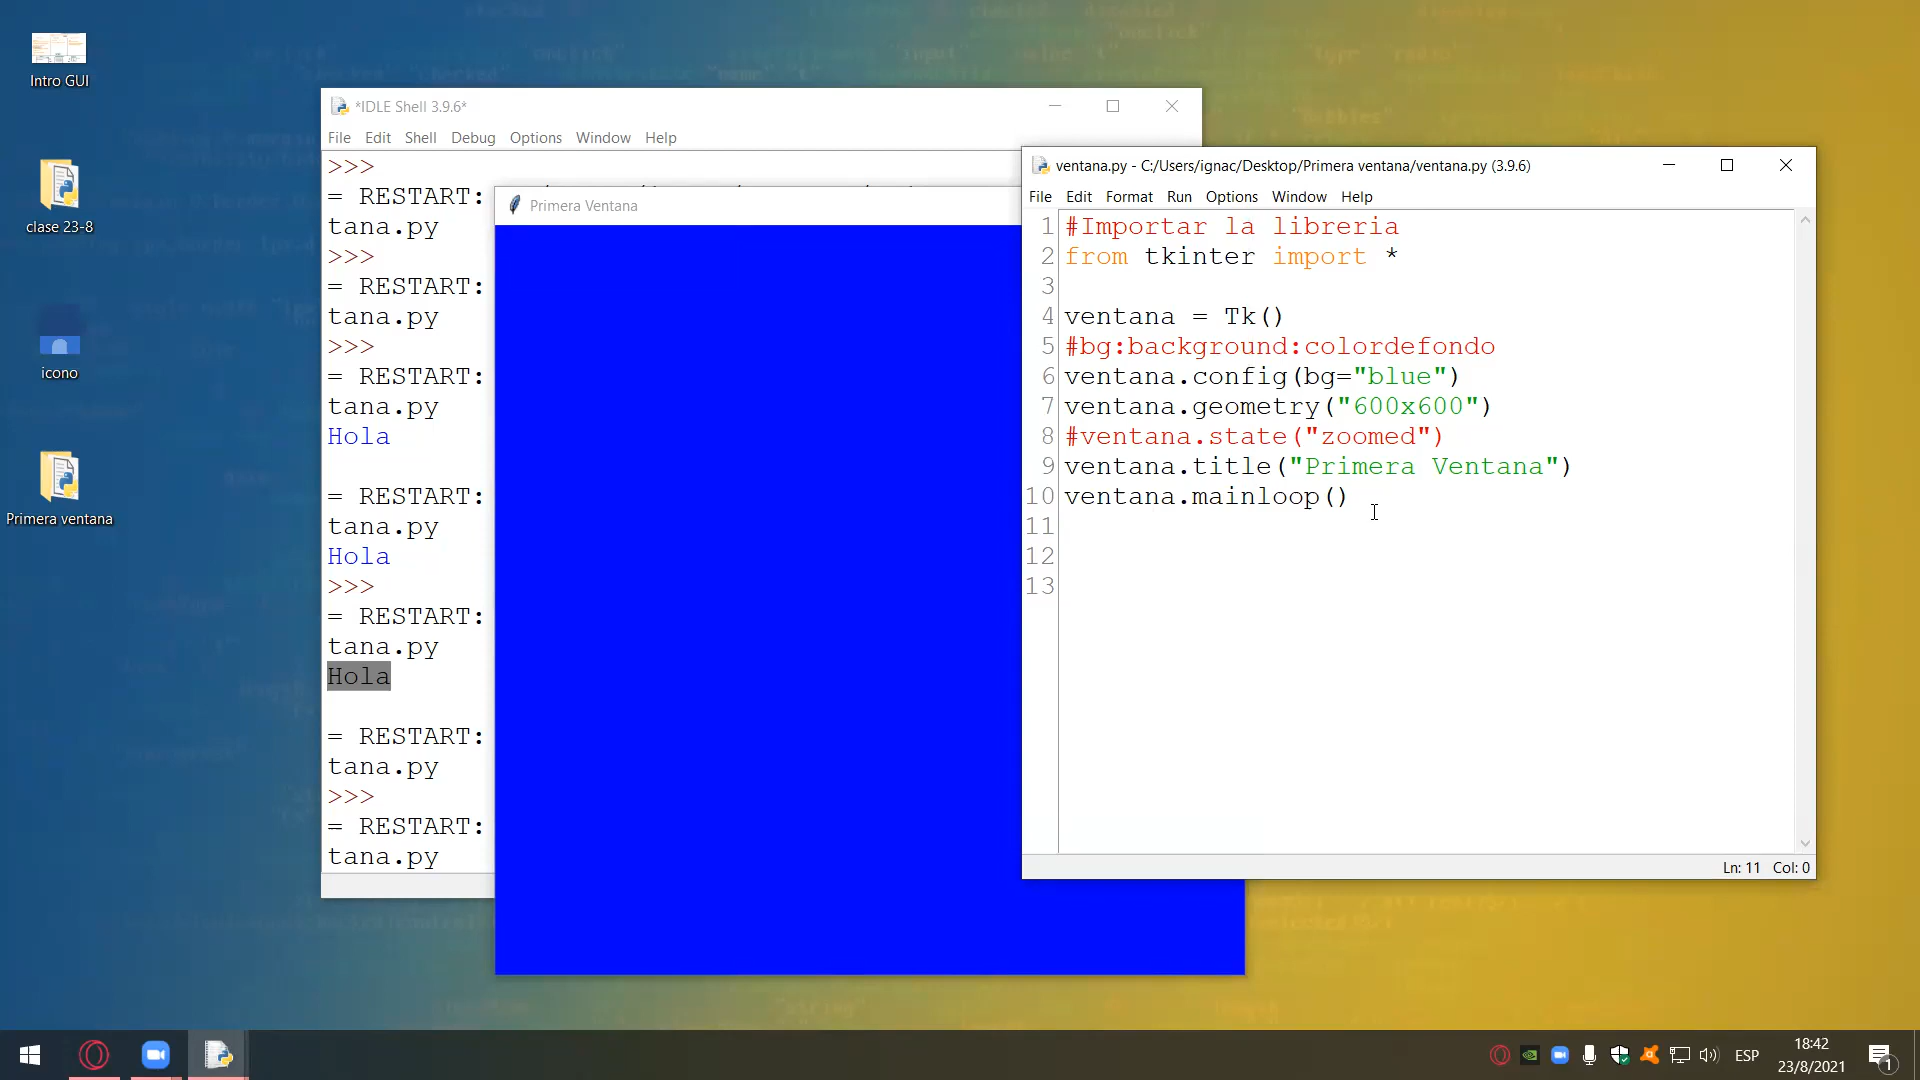 Intro GUI
clase 23-8
icono
Primera ventana
*IDLE Shell 3.9.6*
File Edit Shell Debug Options Window Help
>>>
= RESTART:
tana.py
>>>
= RESTART:
tana.py
>>>
= RESTART:
tana.py
Hola
= RESTART:
tana.py
Hola
>>>
= RESTART:
tana.py
Hola
= RESTART:
tana.py
>>>
= RESTART:
tana.py
Primera Ventana
ventana.py - C:/Users/ignac/Desktop/Primera ventana/ventana.py (3.9.6)
File Edit Format Run Options Window Help
1 #Importar la libreria
2 from tkinter import *
3
4 ventana = Tk()
5 #bg:background:colordefondo
6 ventana.config(bg="blue")
7 ventana.geometry("600x600")
8 #ventana.state("zoomed")
9 ventana.title("Primera Ventana")
10 ventana.mainloop()
11
12
13
Ln: 11 Col: 0
ESP
18:42
23/8/2021
1